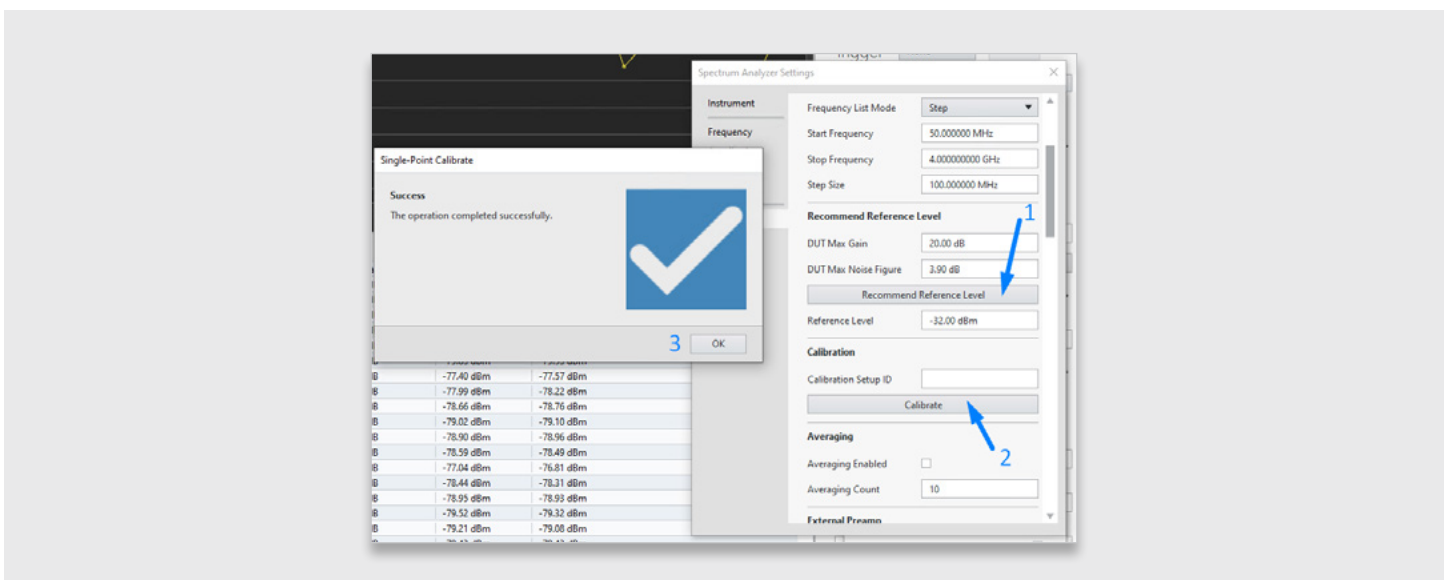 Spectrum Analyzer Settings
Instrument
Frequency
Frequency List Mode Step
Start Frequency 50.000000 MHz
Stop Frequency 4.000000000 GHz
Step Size 100.000000 MHz
Recommend Reference Level
1
DUT Max Gain 20.00 dB
DUT Max Noise Figure 3.90 dB
Recommend Reference Level
Reference Level -32.00 dBm
Calibration
Calibration Setup ID
Calibrate
2
Averaging
Averaging Enabled
Averaging Count 10
External Preamp
Single-Point Calibrate
Success
The operation completed successfully.
3 OK
-77.40 dBm -77.57 dBm
-77.99 dBm -78.22 dBm
-78.66 dBm -78.76 dBm
-79.02 dBm -79.10 dBm
-78.90 dBm -78.96 dBm
-78.59 dBm -78.49 dBm
-77.04 dBm -76.81 dBm
-78.44 dBm -78.31 dBm
-78.95 dBm -78.93 dBm
-79.52 dBm -79.32 dBm
-79.21 dBm -79.08 dBm